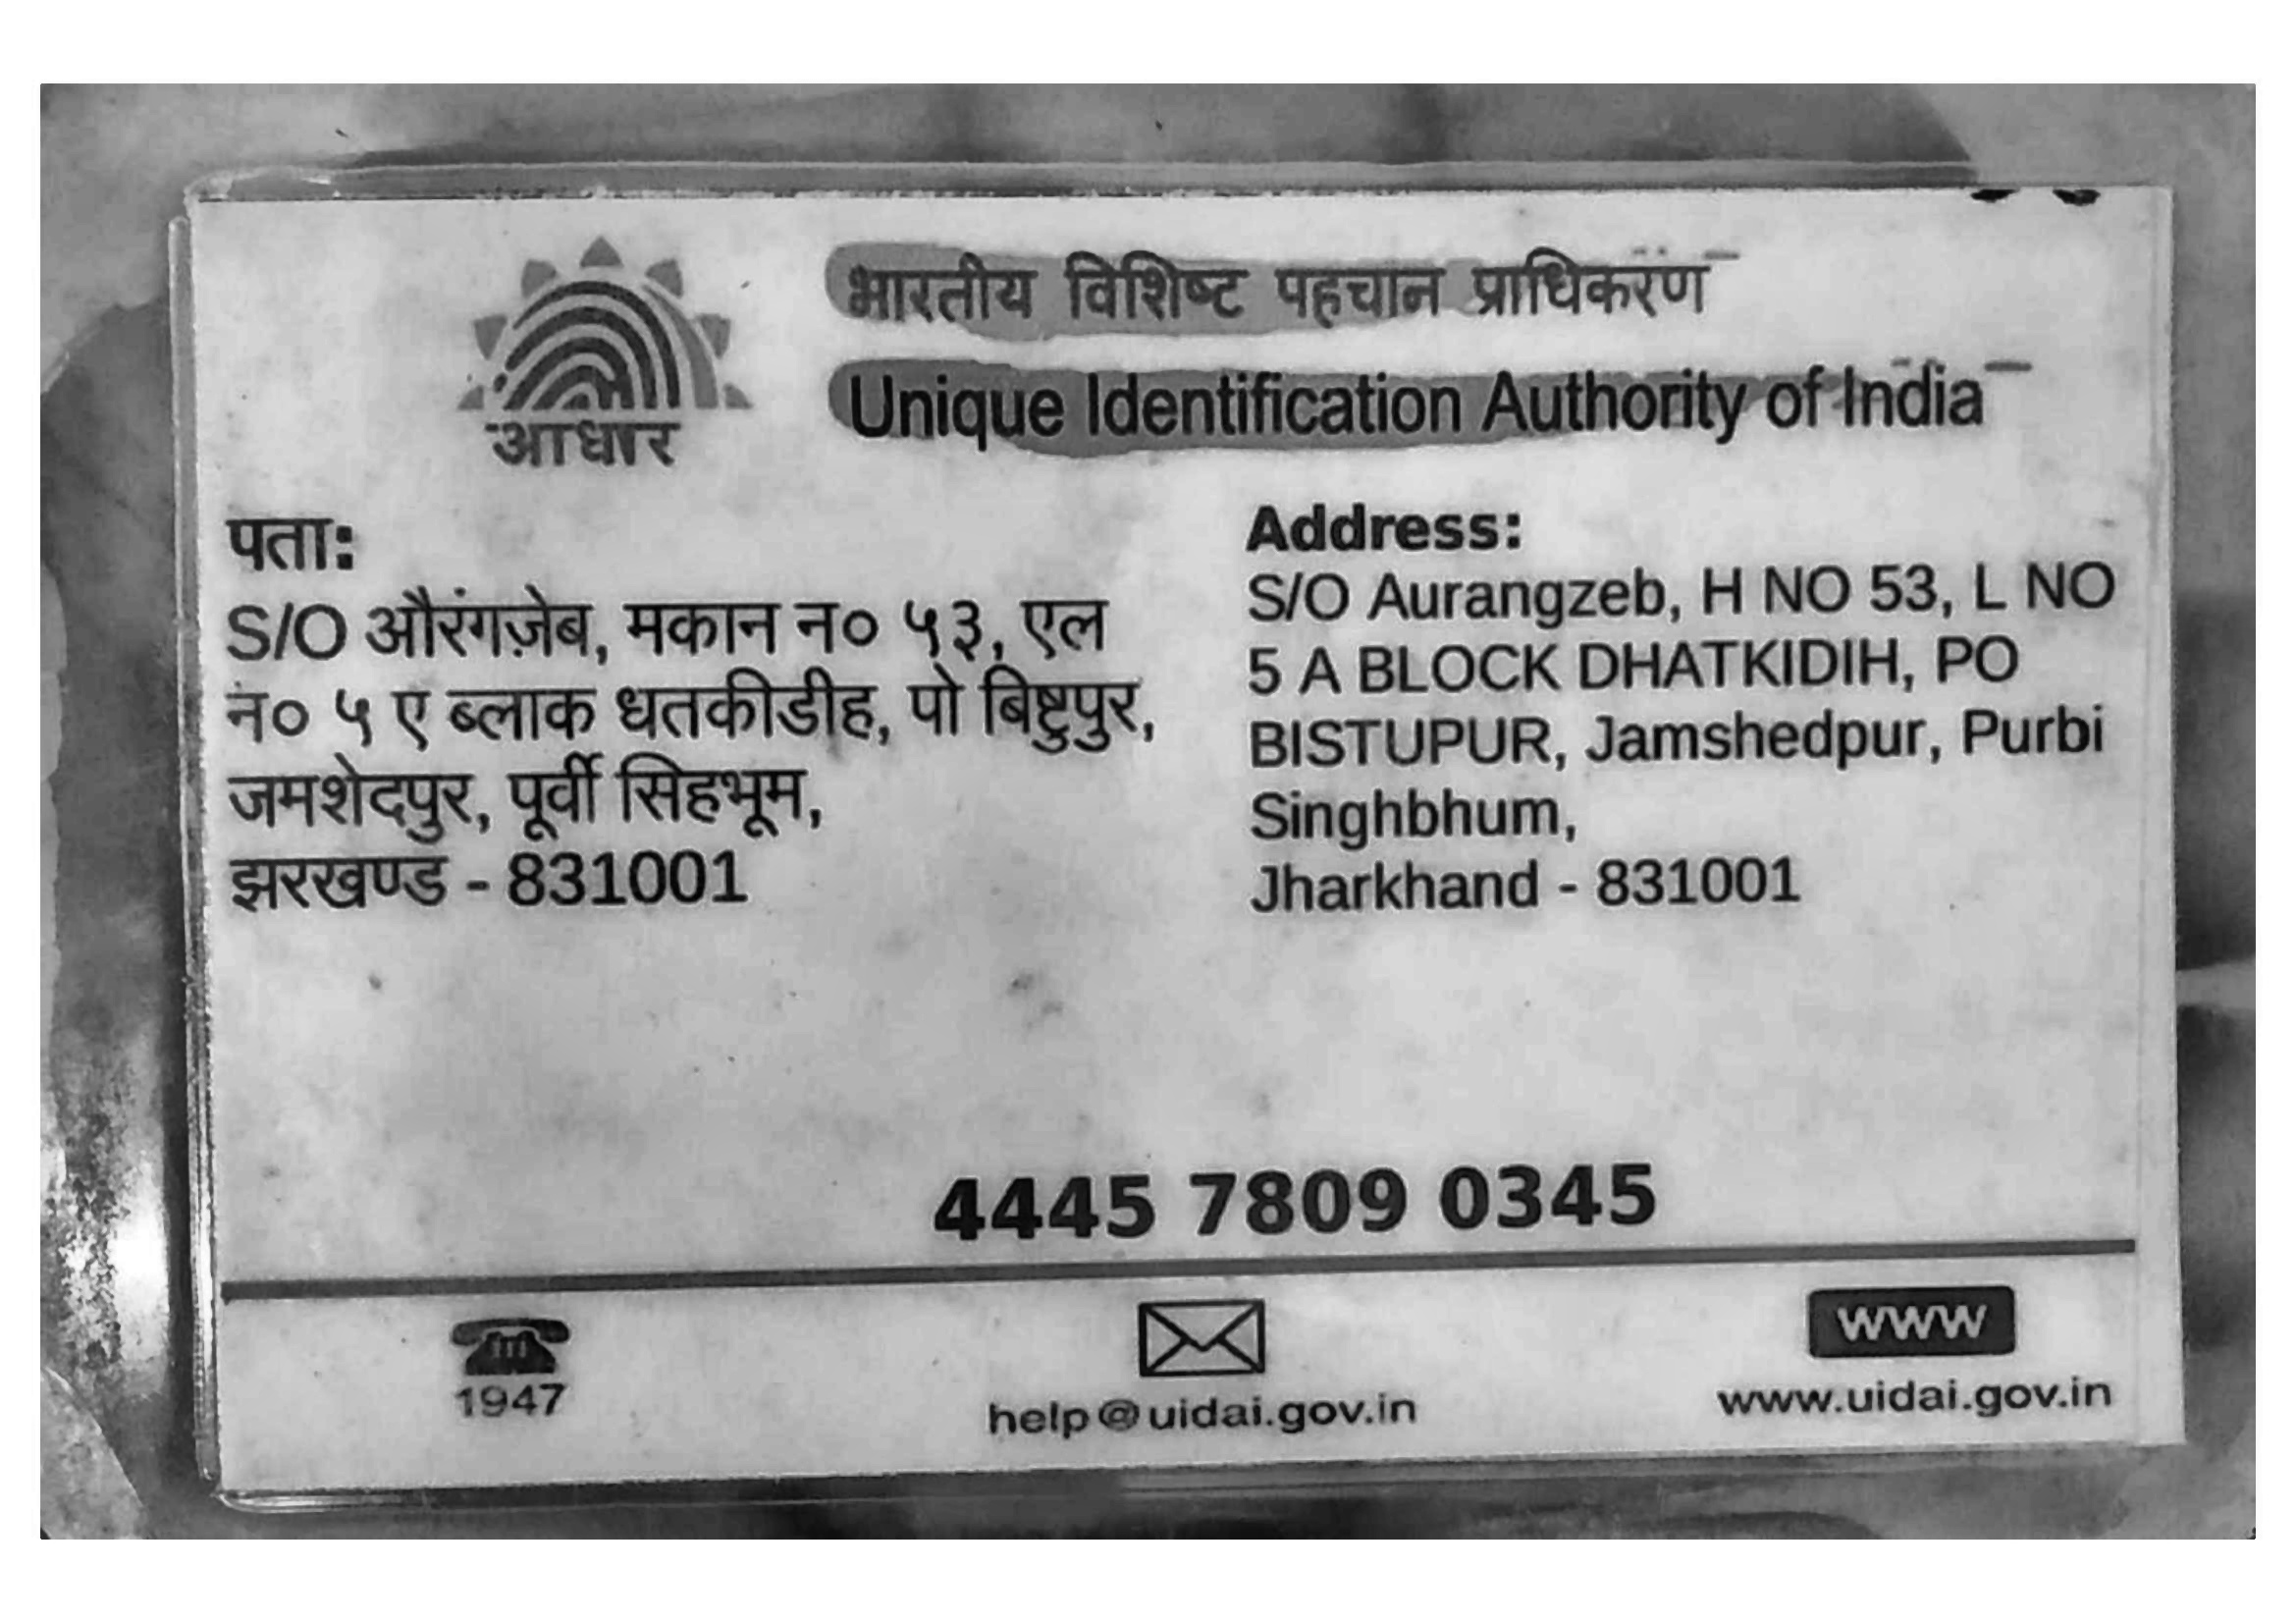 भारतीय विशिष्ट पहचान प्राधिकरण
Unique Identification Authority of India
आधार
पता:
S/O औरंगज़ेब, मकान न० ५३, एल
न० ५ ए ब्लाक धतकीडीह, पो बिष्टुपुर,
जमशेदपुर, पूर्वी सिहभूम,
झरखण्ड - 831001
Address:
S/O Aurangzeb, H NO 53, L NO
5 A BLOCK DHATKIDIH, PO
BISTUPUR, Jamshedpur, Purbi
Singhbhum,
Jharkhand - 831001
4445 7809 0345
1947
help@uidai.gov.in
www
www.uidai.gov.in